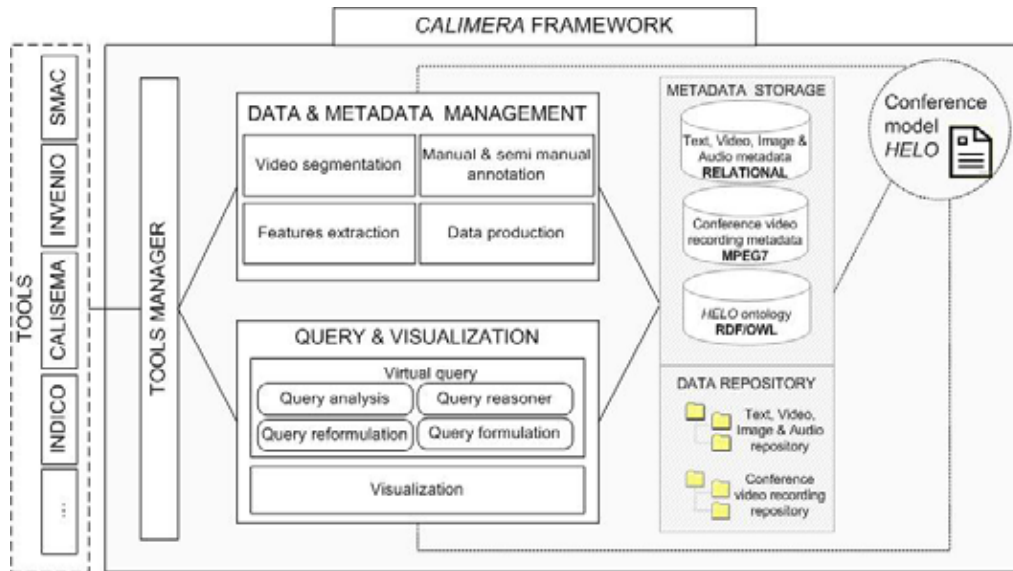 CALIMERA FRAMEWORK
TOOLS
SMAC
INVENIO
CALISEMA
INDICO
...
TOOLS MANAGER
DATA & METADATA MANAGEMENT
Video segmentation
Manual & semi manual
annotation
Features extraction
Data production
QUERY & VISUALIZATION
Virtual query
Query analysis
Query reasoner
Query reformulation
Query formulation
Visualization
METADATA STORAGE
Text, Video, Image &
Audio metadata
RELATIONAL
Conference video
recording metadata
MPEG7
HELO ontology
RDF/OWL
DATA REPOSITORY
Text, Video,
Image & Audio
repository
Conference
video recording
repository
Conference
model
HELO